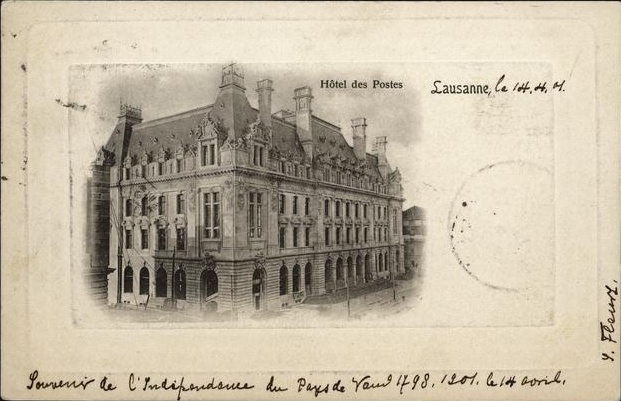 Hôtel des Postes
Lausanne, le 14.4.01.
Souvenir de l'Indépendance du Pays de Vaud 1798. 1901. le 14 avril.